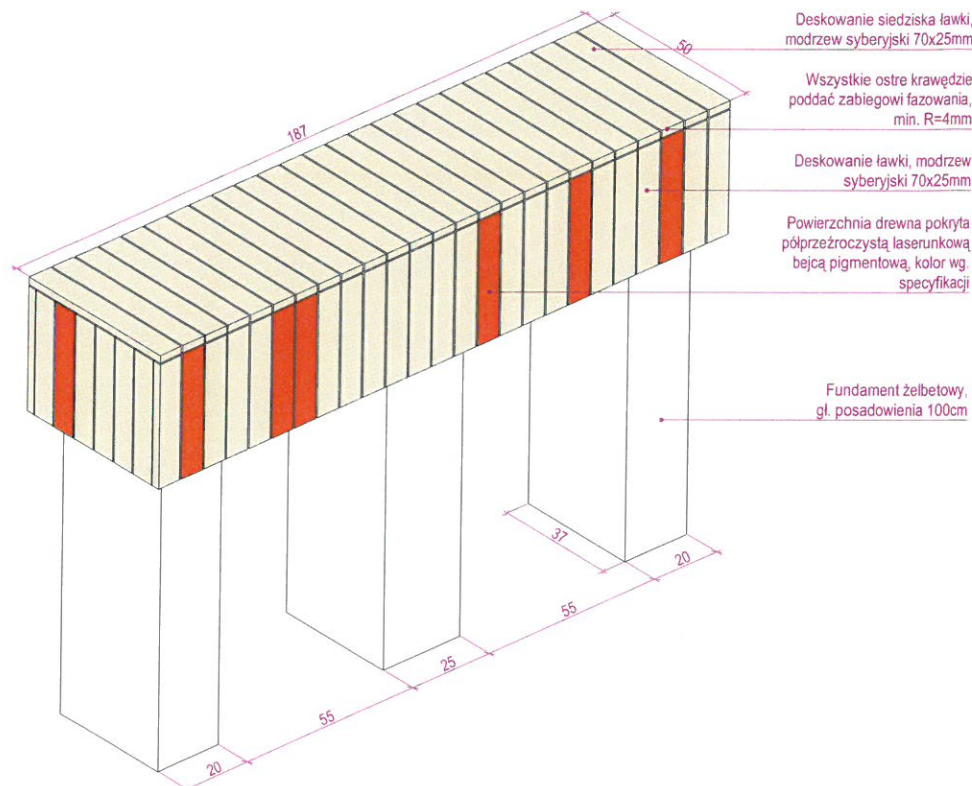 Deskowanie siedziska ławki,
modrzew syberyjski 70x25mm
50
Wszystkie ostre krawędzie
poddać zabiegowi fazowania,
min. R=4mm
187
Deskowanie ławki, modrzew
syberyjski 70x25mm
Powierzchnia drewna pokryta
półprzeźroczystą laserunkową
bejcą pigmentową, kolor wg.
specyfikacji
Fundament żelbetowy,
gł. posadowienia 100cm
37
20
55
25
55
20